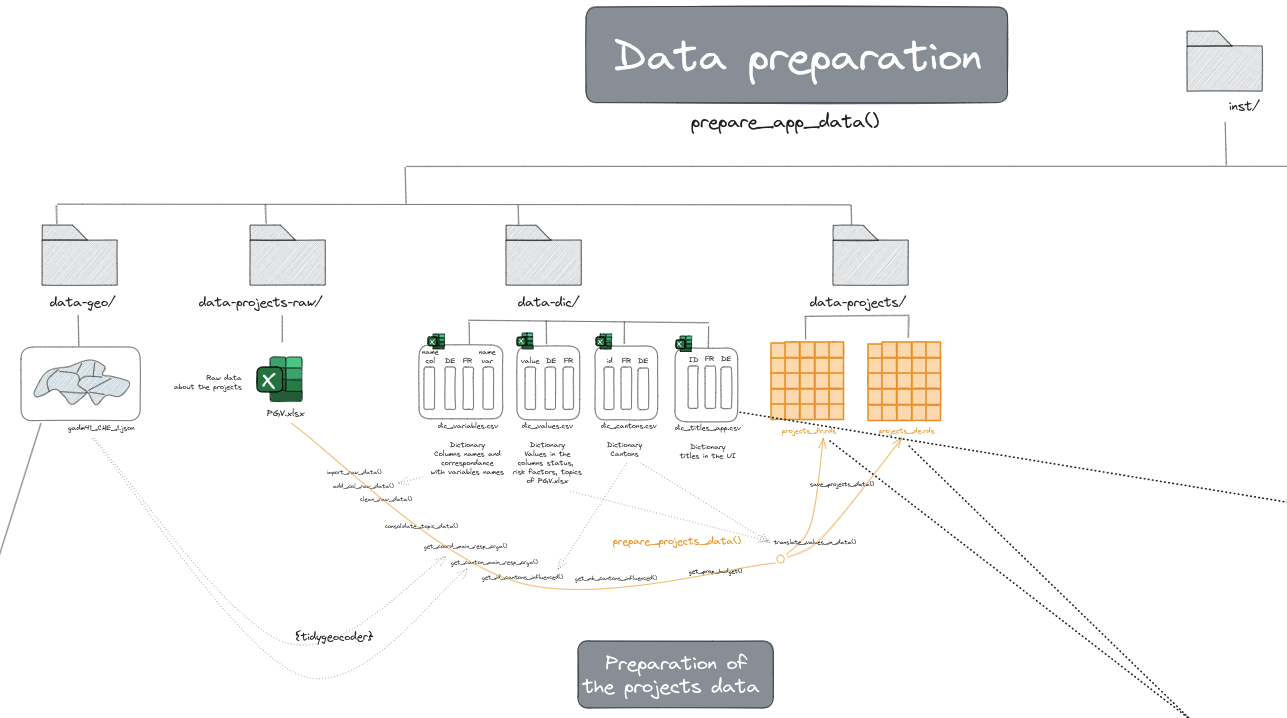 Data preparation
prepare_app_data()
inst/
data-geo/
data-projects-raw/
data-dic/
data-projects/
gadm41_CHE_1.json
Raw data
about the projects
PGV.xlsx
name
col DE FR
name
var
dic_variables.csv
Dictionary
Columns names and
correspondance
with variables names
value DE FR
dic_values.csv
Dictionary
Values in the
columns status,
risk factors, topics
of PGV.xlsx
id FR DE
dic_cantons.csv
Dictionary
Cantons
ID FR DE
dic_titles_app.csv
Dictionary
titles in the UI
projects_fr.rds
projects_de.rds
import_raw_data()
add_col_raw_data()
clean_raw_data()
consolidate_topic_data()
get_coord_main_resp_orga()
get_canton_main_resp_orga()
get_id_cantons_influenced()
get_nb_cantons_influenced()
get_prop_budget()
prepare_projects_data()
translate_values_in_data()
save_projects_data()
{tidygeocoder}
Preparation of
the projects data